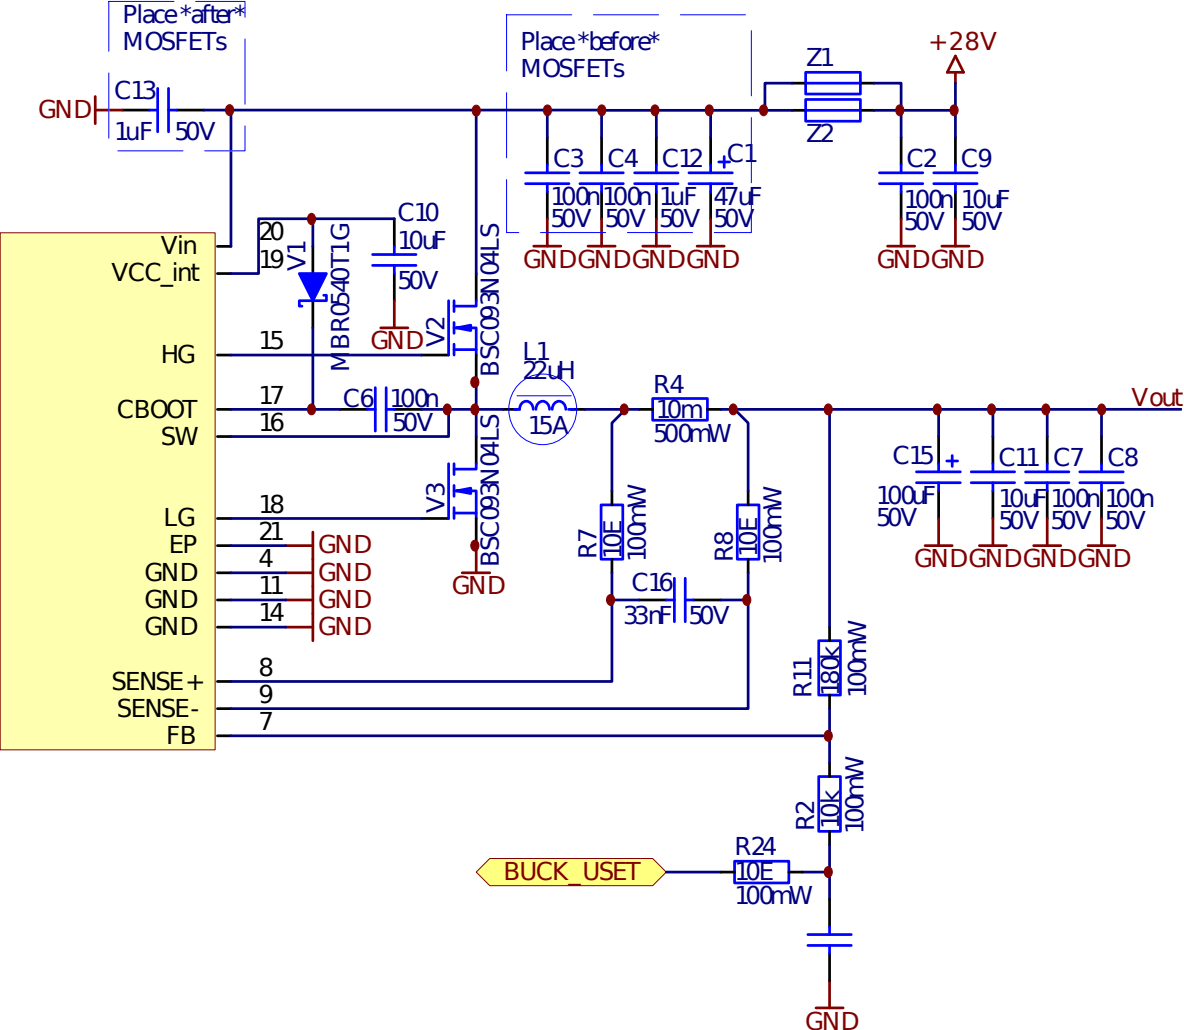 Place *after*
MOSFETs
C13
GND
1uF 50V
Place *before*
MOSFETs
Z1
Z2
+28V
C3 C4 C12 +C1
100n 100n 1uF 47uF
50V 50V 50V 50V
GND GND GND GND
C2 C9
100n 10uF
50V 50V
GND GND
Vin 20
VCC_int 19
V1
MBR0540T1G
C10
10uF
50V
GND
V2
BSC093N04LS
HG 15
CBOOT 17
SW 16
C6 100n
50V
L1
22uH
15A
R4
10m
500mW
Vout
V3
BSC093N04LS
GND
LG 18
EP 21 GND
GND 4 GND
GND 11 GND
GND 14 GND
R7
10E
100mW
R8
10E
100mW
C16
33nF 50V
C15 + C11 C7 C8
100uF 10uF 100n 100n
50V 50V 50V 50V
GND GND GND GND
SENSE+ 8
SENSE- 9
FB 7
R11
180k
100mW
R2
10k
100mW
BUCK_USET
R24
10E
100mW
GND